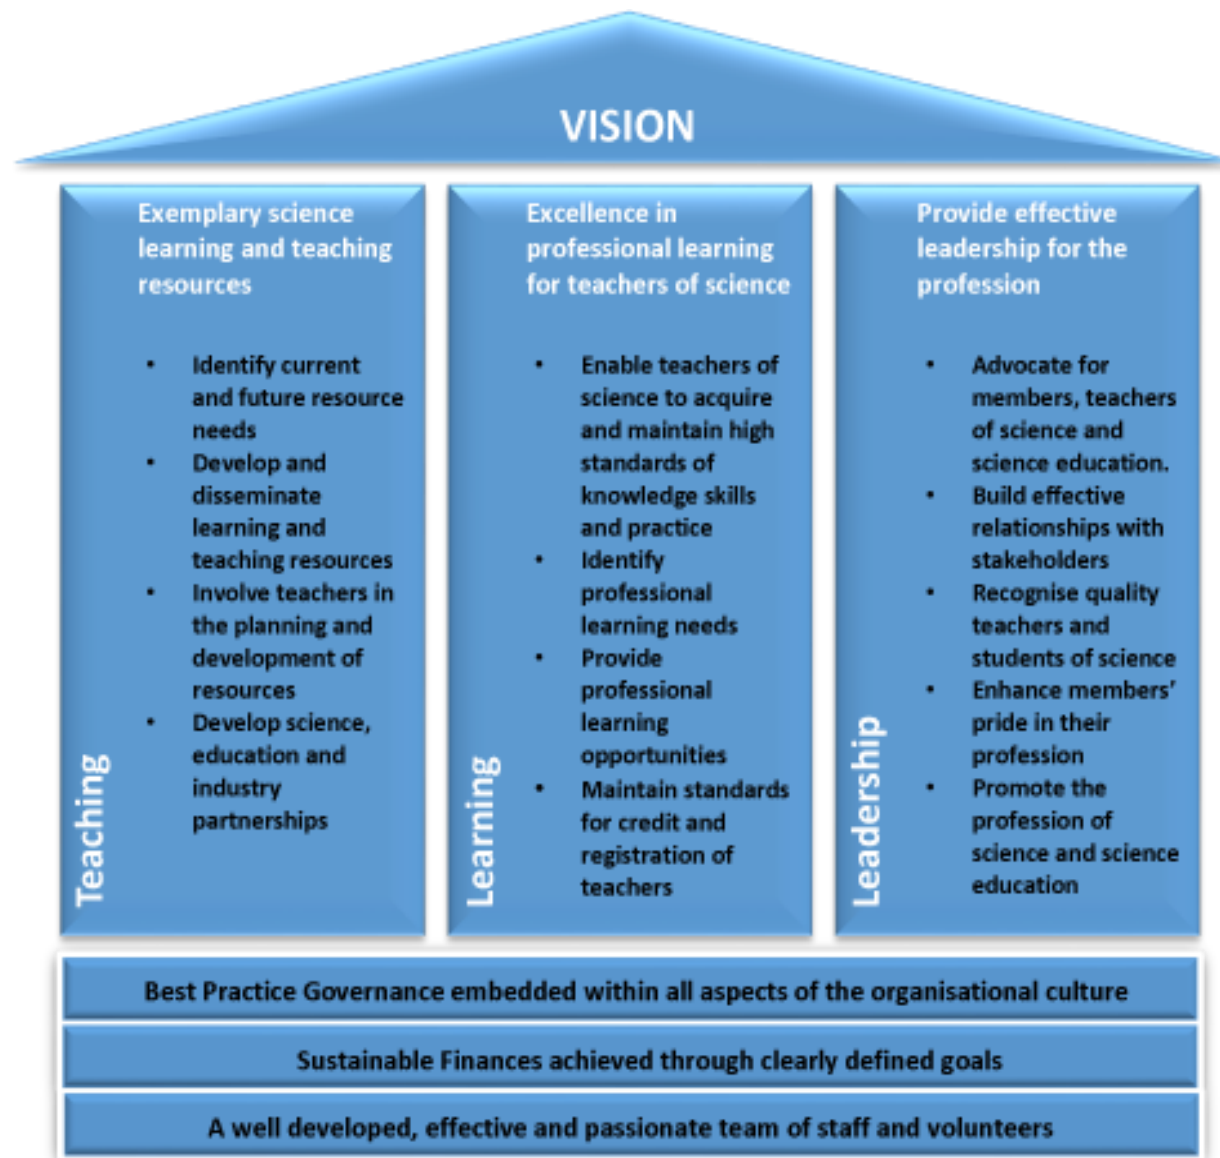 VISION
Exemplary science
learning and teaching
resources
• Identify current
and future resource
needs
• Develop and
disseminate
learning and
teaching resources
• Involve teachers in
the planning and
development of
resources
• Develop science,
education and
industry
partnerships
Teaching
Excellence in
professional learning
for teachers of science
• Enable teachers of
science to acquire
and maintain high
standards of
knowledge skills
and practice
• Identify
professional
learning needs
• Provide
professional
learning
opportunities
• Maintain standards
for credit and
registration of
teachers
Learning
Provide effective
leadership for the
profession
• Advocate for
members, teachers
of science and
science education.
• Build effective
relationships with
stakeholders
• Recognise quality
teachers and
students of science
• Enhance members’
pride in their
profession
• Promote the
profession of
science and science
education
Leadership
Best Practice Governance embedded within all aspects of the organisational culture
Sustainable Finances achieved through clearly defined goals
A well developed, effective and passionate team of staff and volunteers